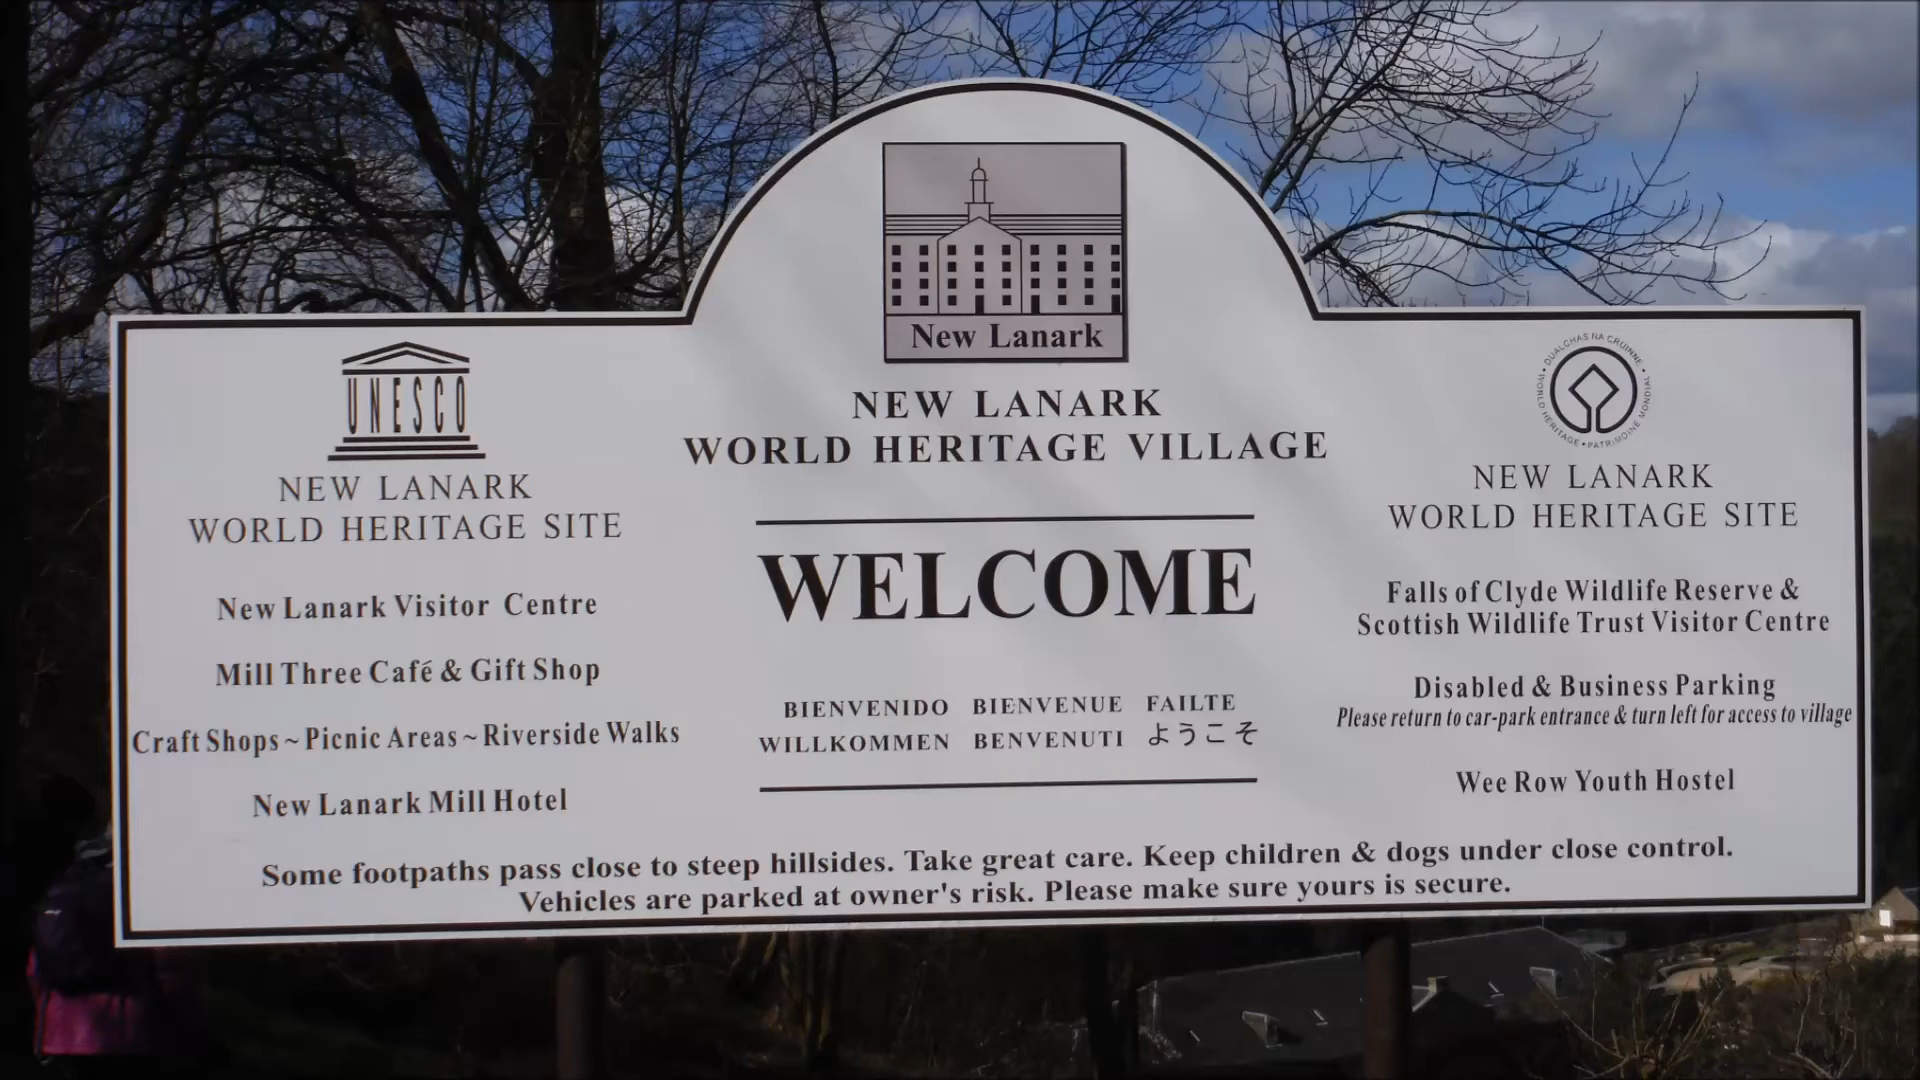 New Lanark
NEW LANARK
WORLD HERITAGE VILLAGE
WELCOME
BIENVENIDO BIENVENUE FAILTE
WILLKOMMEN BENVENUTI ようこそ
UNESCO
NEW LANARK
WORLD HERITAGE SITE
New Lanark Visitor Centre
Mill Three Café & Gift Shop
Craft Shops ~ Picnic Areas ~ Riverside Walks
New Lanark Mill Hotel
DUALCHAS NA CRUINNE • PATRIMOINE MONDIAL • WORLD HERITAGE •
NEW LANARK
WORLD HERITAGE SITE
Falls of Clyde Wildlife Reserve &
Scottish Wildlife Trust Visitor Centre
Disabled & Business Parking
Please return to car-park entrance & turn left for access to village
Wee Row Youth Hostel
Some footpaths pass close to steep hillsides. Take great care. Keep children & dogs under close control.
Vehicles are parked at owner's risk. Please make sure yours is secure.